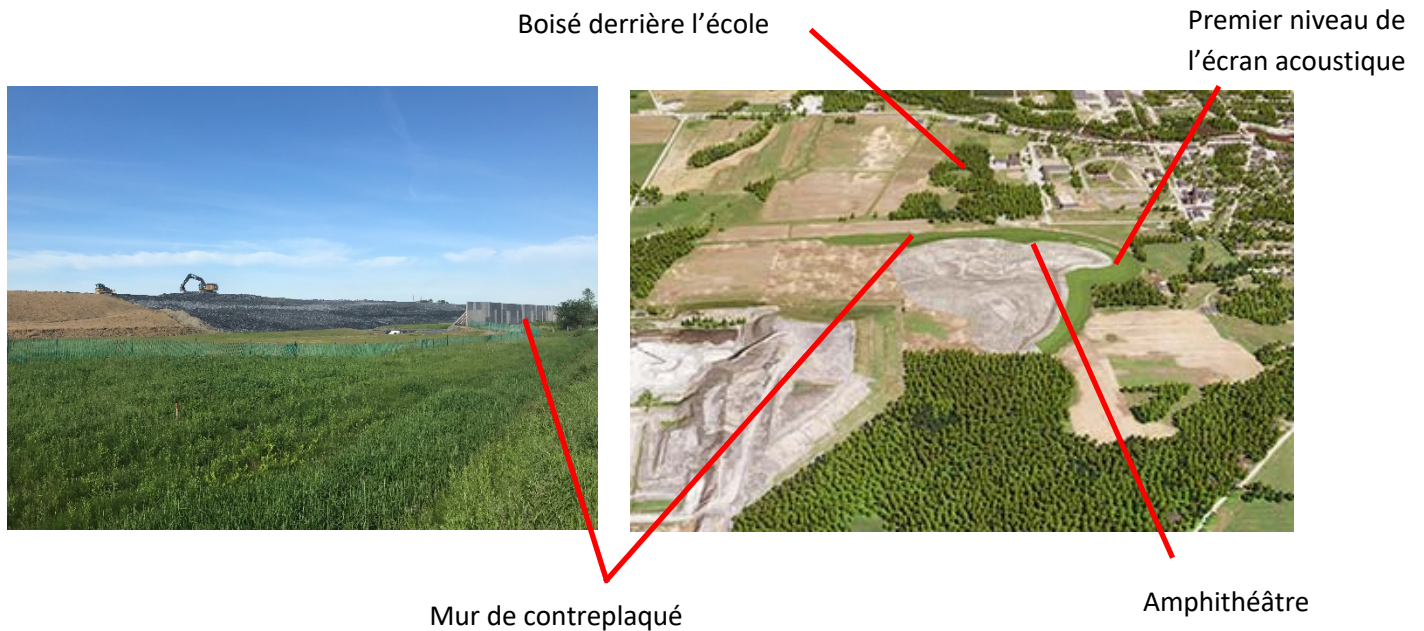 Boisé derrière l’école
Premier niveau de
l’écran acoustique
Mur de contreplaqué
Amphithéâtre